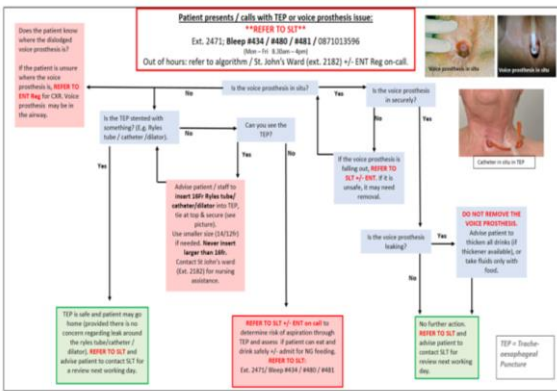 Patient presents / calls with TEP or voice prosthesis issue:
**REFER TO SLT**
Ext. 2471; Bleep #434 / #480 / #481 / 0871013596
(Mon – Fri 8.30am – 4pm)
Out of hours: refer to algorithm / St. John's Ward (ext. 2182) +/- ENT Reg on-call.
Does the patient know
where the dislodged
voice prosthesis is?
If the patient is unsure
where the voice
prosthesis is, REFER TO
ENT Reg for CXR. Voice
prosthesis may be in
the airway.
Voice prosthesis in situ
Voice prosthesis in situ
Catheter in situ in TEP
No
Is the voice prosthesis in situ?
Yes
Is the voice prosthesis
in securely?
Is the TEP stented with
something? (E.g. Ryles
tube / catheter /dilator).
No
Can you see the
TEP?
Yes
Yes
No
No
Yes
If the voice prosthesis is
falling out, REFER TO
SLT +/- ENT. If it is
unsafe, it may need
removal.
Advise patient / staff to
insert 16Fr Ryles tube/
catheter/dilator into TEP,
tie at top & secure (see
picture).
Use smaller size (14/12fr)
if needed. Never insert
larger than 16fr.
Contact St John's ward
(Ext. 2182) for nursing
assistance.
Is the voice prosthesis
leaking?
Yes
No
DO NOT REMOVE THE
VOICE PROSTHESIS.
Advise patient to
thicken all drinks (if
thickener available), or
take fluids only with
food.
TEP is safe and patient may go
home (provided there is no
concern regarding leak around
the ryles tube/catheter /
dilator). REFER TO SLT and
advise patient to contact SLT for
a review next working day.
REFER TO SLT +/- ENT on call to
determine risk of aspiration through
TEP and assess if patient can eat and
drink safely +/- admit for NG feeding.
REFER TO SLT:
Ext. 2471/ Bleep #434 / #480 / #481
No further action.
REFER TO SLT and
advise patient to
contact SLT for
review next working
day.
TEP = Tracheo-
oesophageal
Puncture